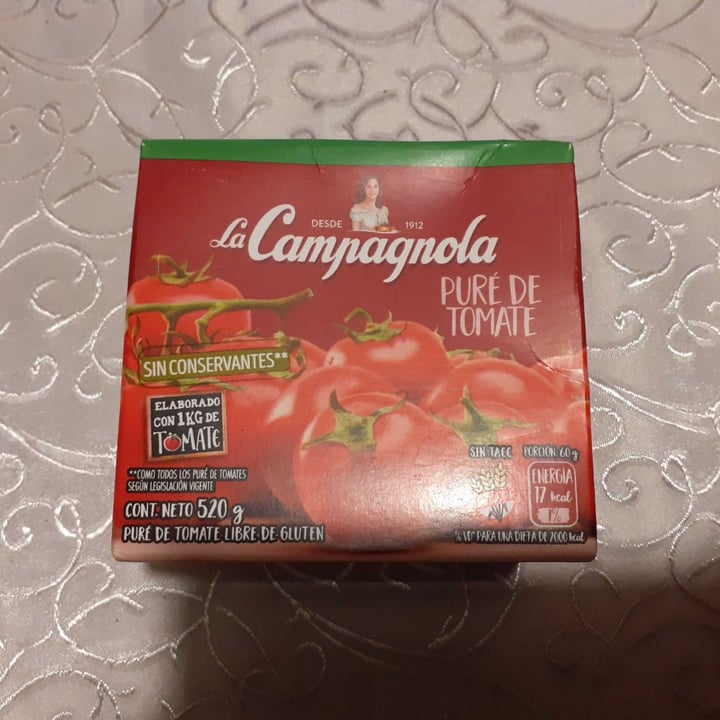 DESDE 1912
La Campagnola
PURÉ DE
TOMATE
SIN CONSERVANTES**
ELABORADO
CON 1KG DE
TOMATE
**COMO TODOS LOS PURÉ DE TOMATES
SEGÚN LEGISLACIÓN VIGENTE
CONT. NETO 520 g
PURÉ DE TOMATE LIBRE DE GLUTEN
SIN TACC
PORCIÓN 60 g
ENERGÍA
17 kcal
1%
% VD* PARA UNA DIETA DE 2000 kcal